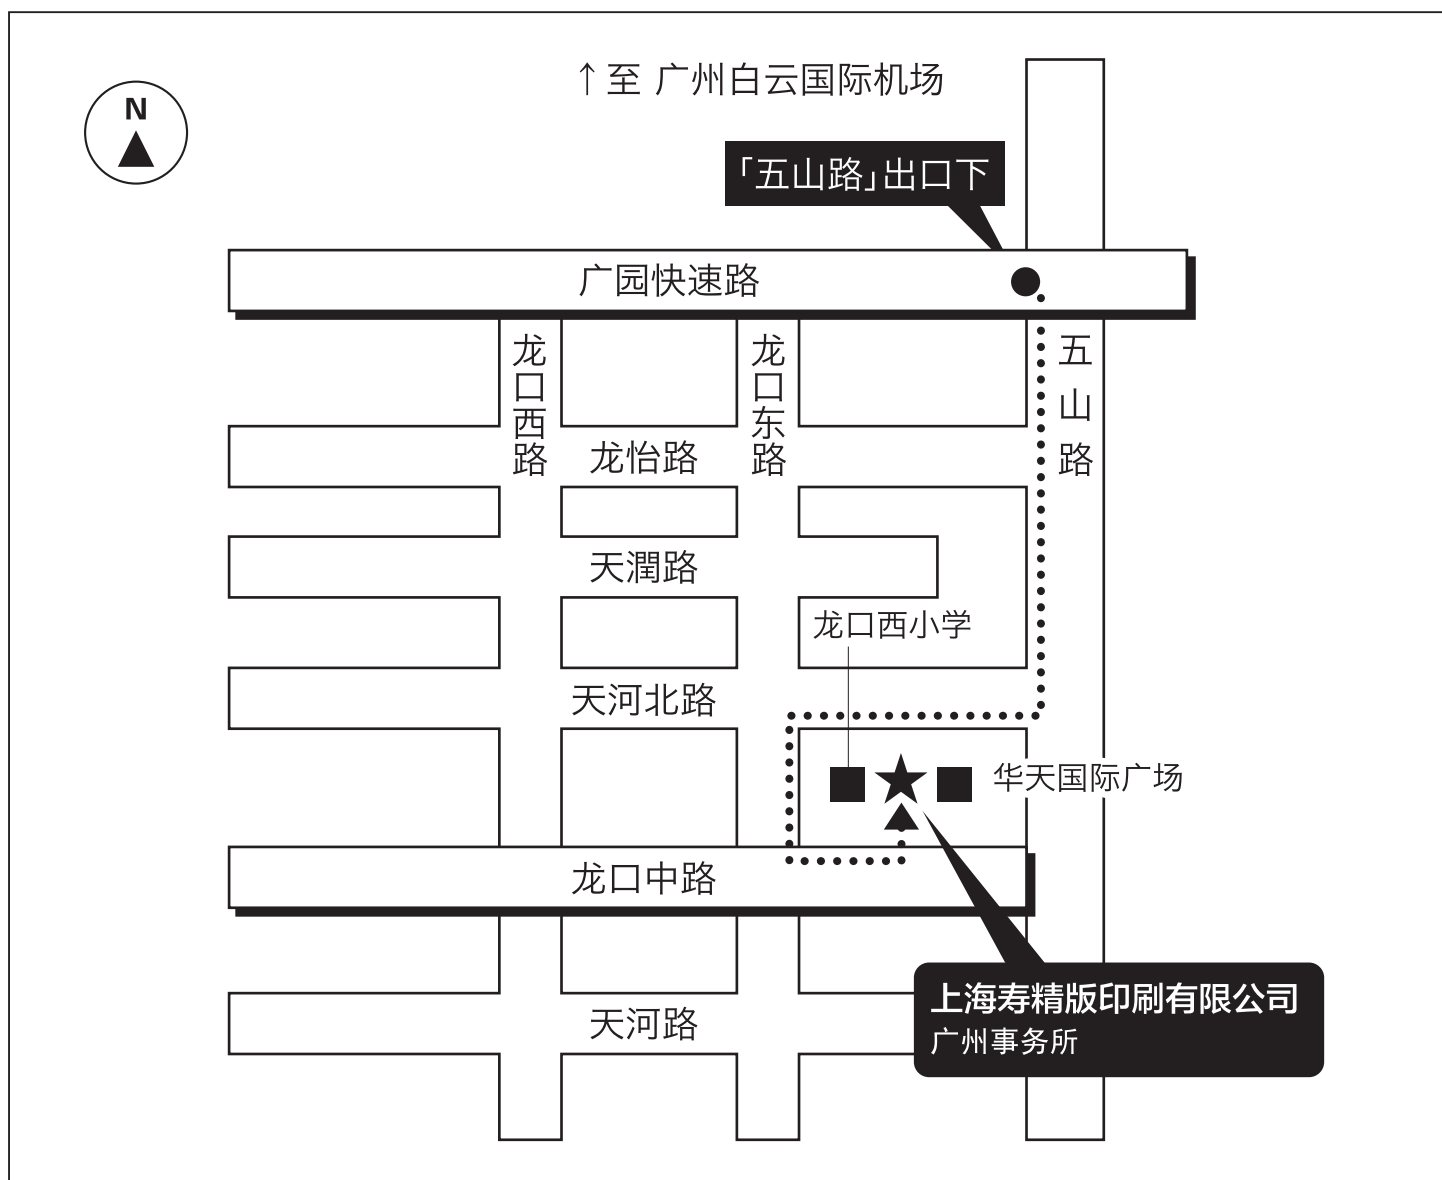 ↑至 广州白云国际机场
N
「五山路」出口下
广园快速路
龙口西路
龙口东路
五山路
龙怡路
天潤路
龙口西小学
天河北路
华天国际广场
龙口中路
上海寿精版印刷有限公司
广州事务所
天河路